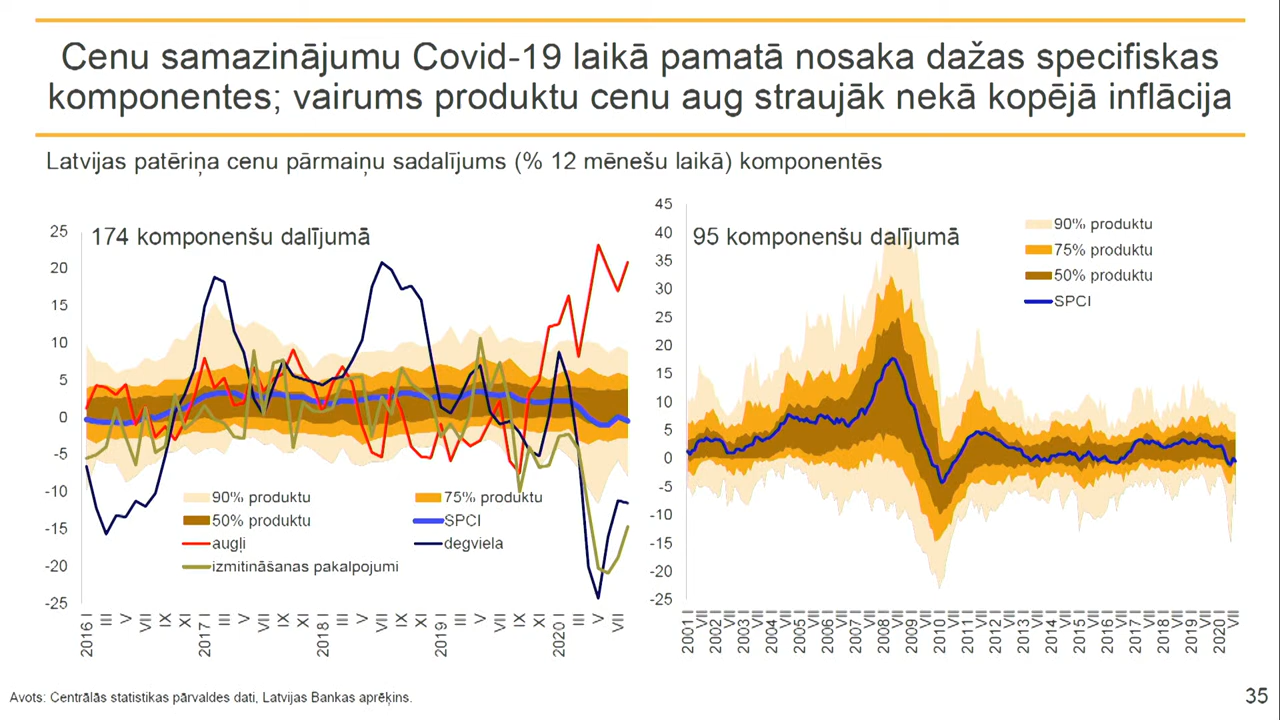 Cenu samazinājumu Covid-19 laikā pamatā nosaka dažas specifiskas
komponentes; vairums produktu cenu aug straujāk nekā kopējā inflācija
Latvijas patēriņa cenu pārmaiņu sadalījums (% 12 mēnešu laikā) komponentēs
174 komponenšu dalījumā
25
20
15
10
5
0
-5
-10
-15
-20
-25
90% produktu
75% produktu
50% produktu
SPCI
augļi
degviela
izmitināšanas pakalpojumi
2016 I III V VII IX XI 2017 I III V VII IX XI 2018 I III V VII IX XI 2019 I III V VII IX XI 2020 I III V VII
95 komponenšu dalījumā
45
40
35
30
25
20
15
10
5
0
-5
-10
-15
-20
-25
90% produktu
75% produktu
50% produktu
SPCI
2001 I VII 2002 I VII 2003 I VII 2004 I VII 2005 I VII 2006 I VII 2007 I VII 2008 I VII 2009 I VII 2010 I VII 2011 I VII 2012 I VII 2013 I VII 2014 I VII 2015 I VII 2016 I VII 2017 I VII 2018 I VII 2019 I VII 2020 I VII
Avots: Centrālās statistikas pārvaldes dati, Latvijas Bankas aprēķins.
35